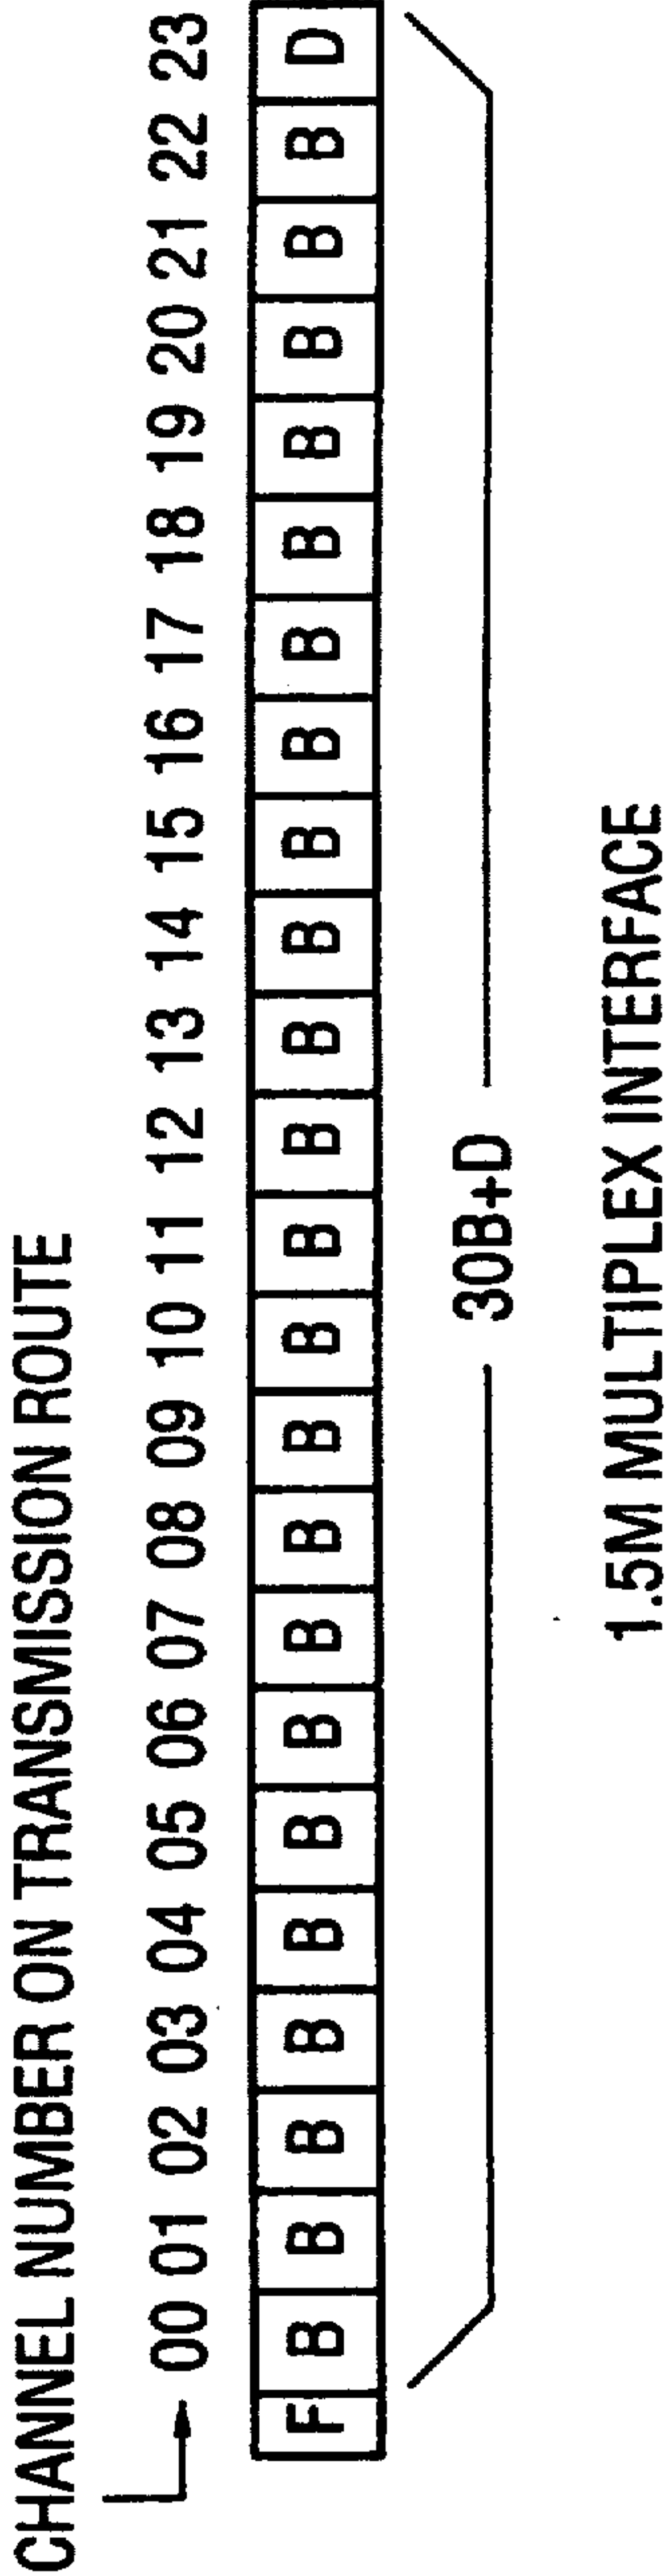 CHANNEL NUMBER ON TRANSMISSION ROUTE
00 01 02 03 04 05 06 07 08 09 10 11 12 13 14 15 16 17 18 19 20 21 22 23
F B B B B B B B B B B B B B B B B B B B B B B B D
30B+D
1.5M MULTIPLEX INTERFACE